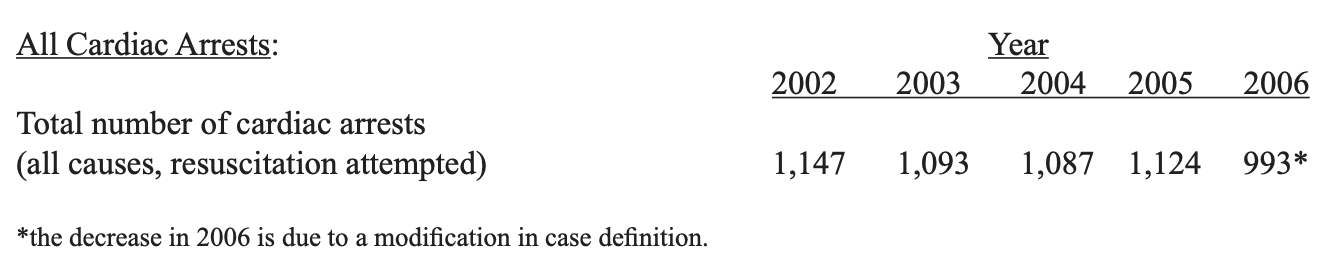 All Cardiac Arrests: Year
2002 2003 2004 2005 2006
Total number of cardiac arrests
(all causes, resuscitation attempted) 1,147 1,093 1,087 1,124 993*
*the decrease in 2006 is due to a modification in case definition.